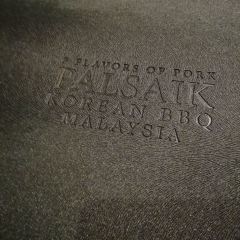 8 FLAVORS OF PORK
PALSAIK
KOREAN BBQ
MALAYSIA